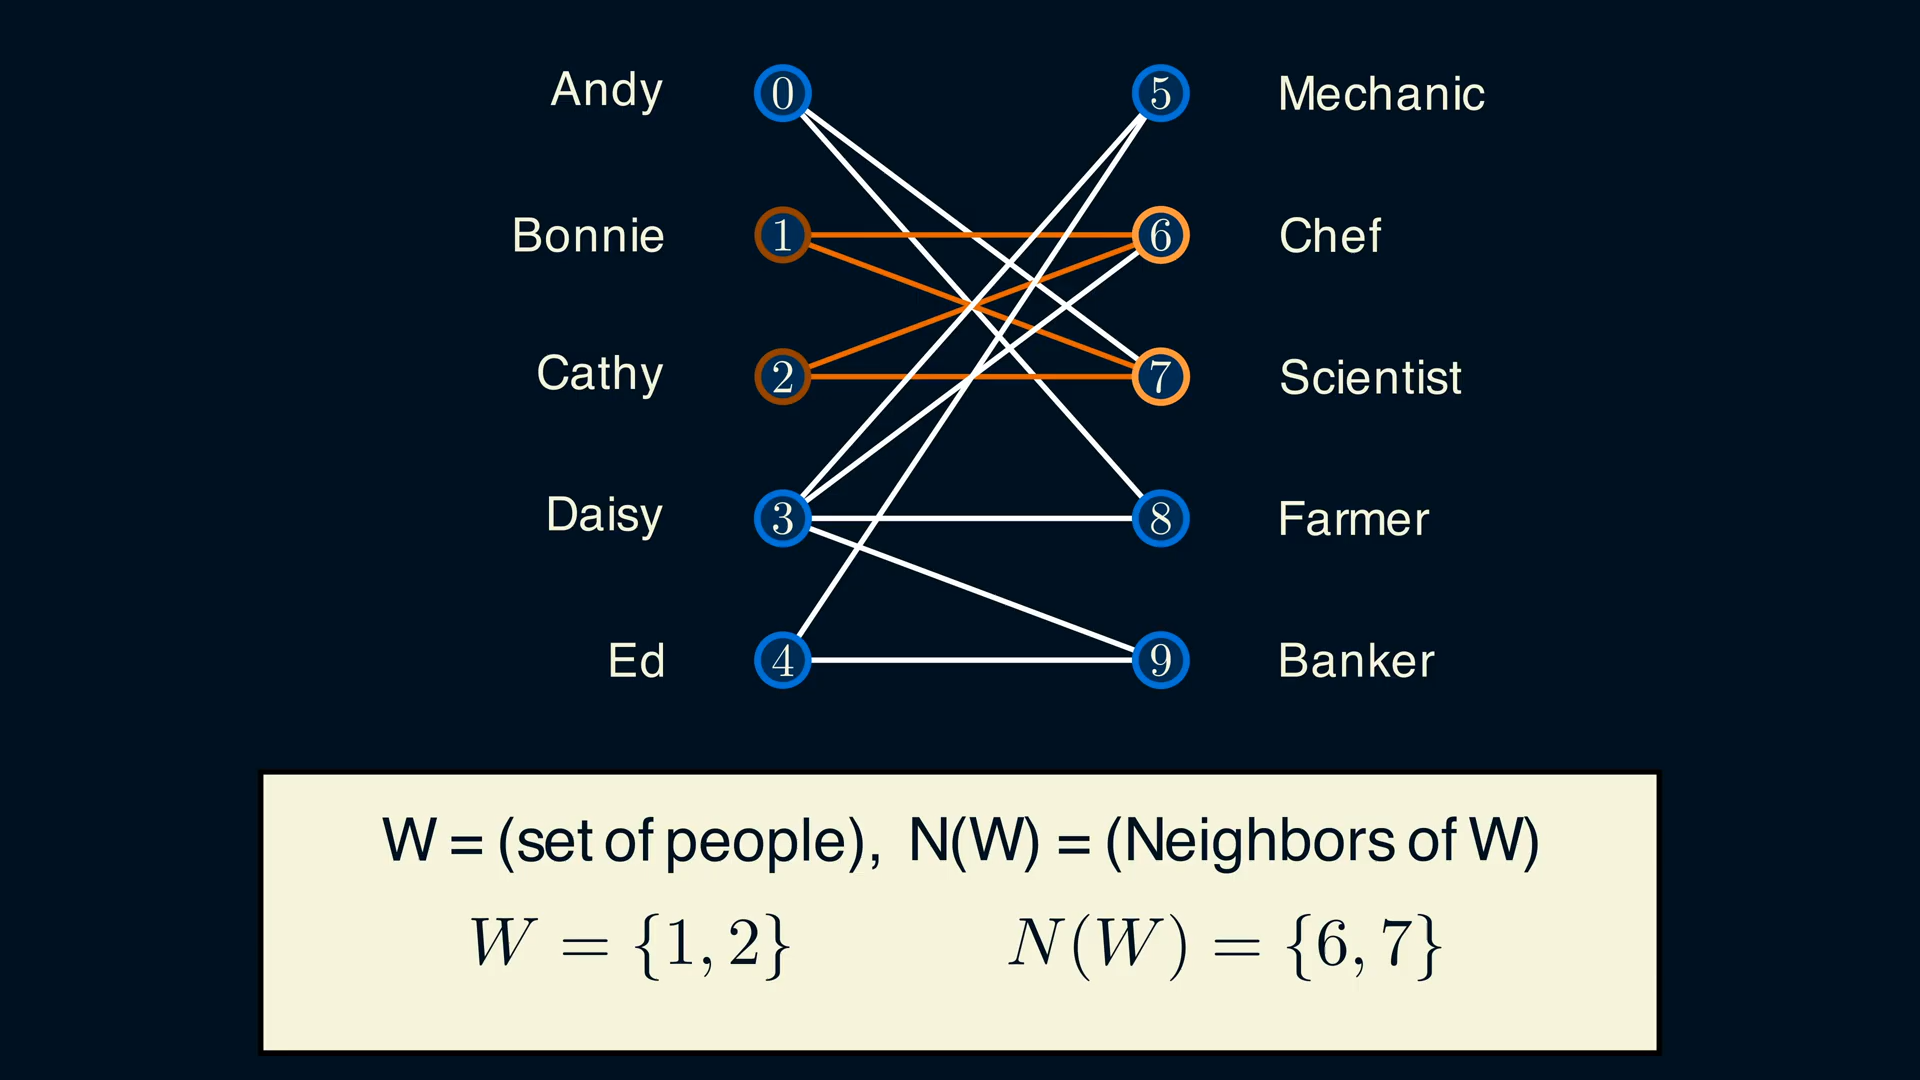 Andy 0 5 Mechanic
Bonnie 1 6 Chef
Cathy 2 7 Scientist
Daisy 3 8 Farmer
Ed 4 9 Banker
W = (set of people), N(W) = (Neighbors of W)
W = {1, 2} N(W) = {6, 7}